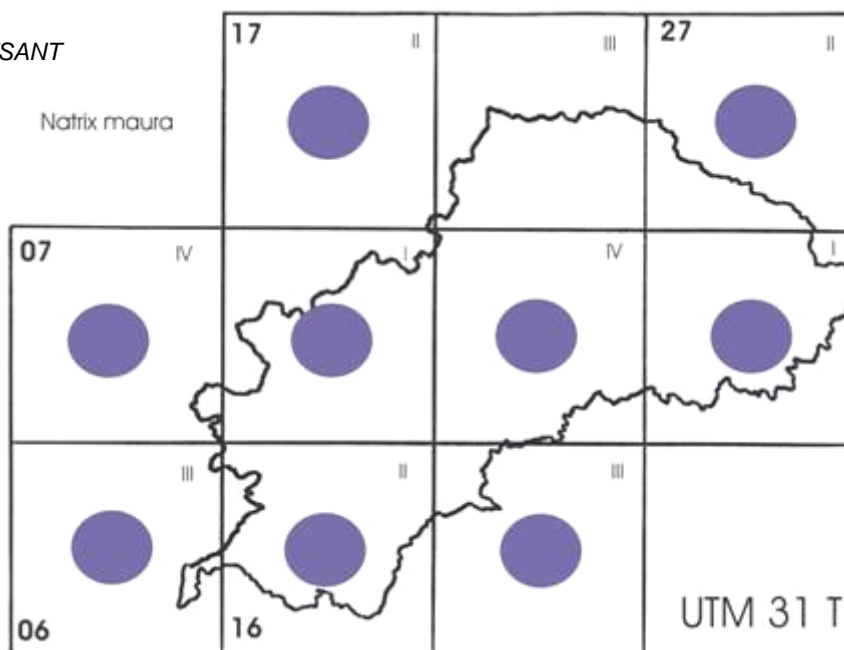 17 II III 27 II
SANT
Natrix maura
07 IV I IV I
III II III
06 16 UTM 31 T